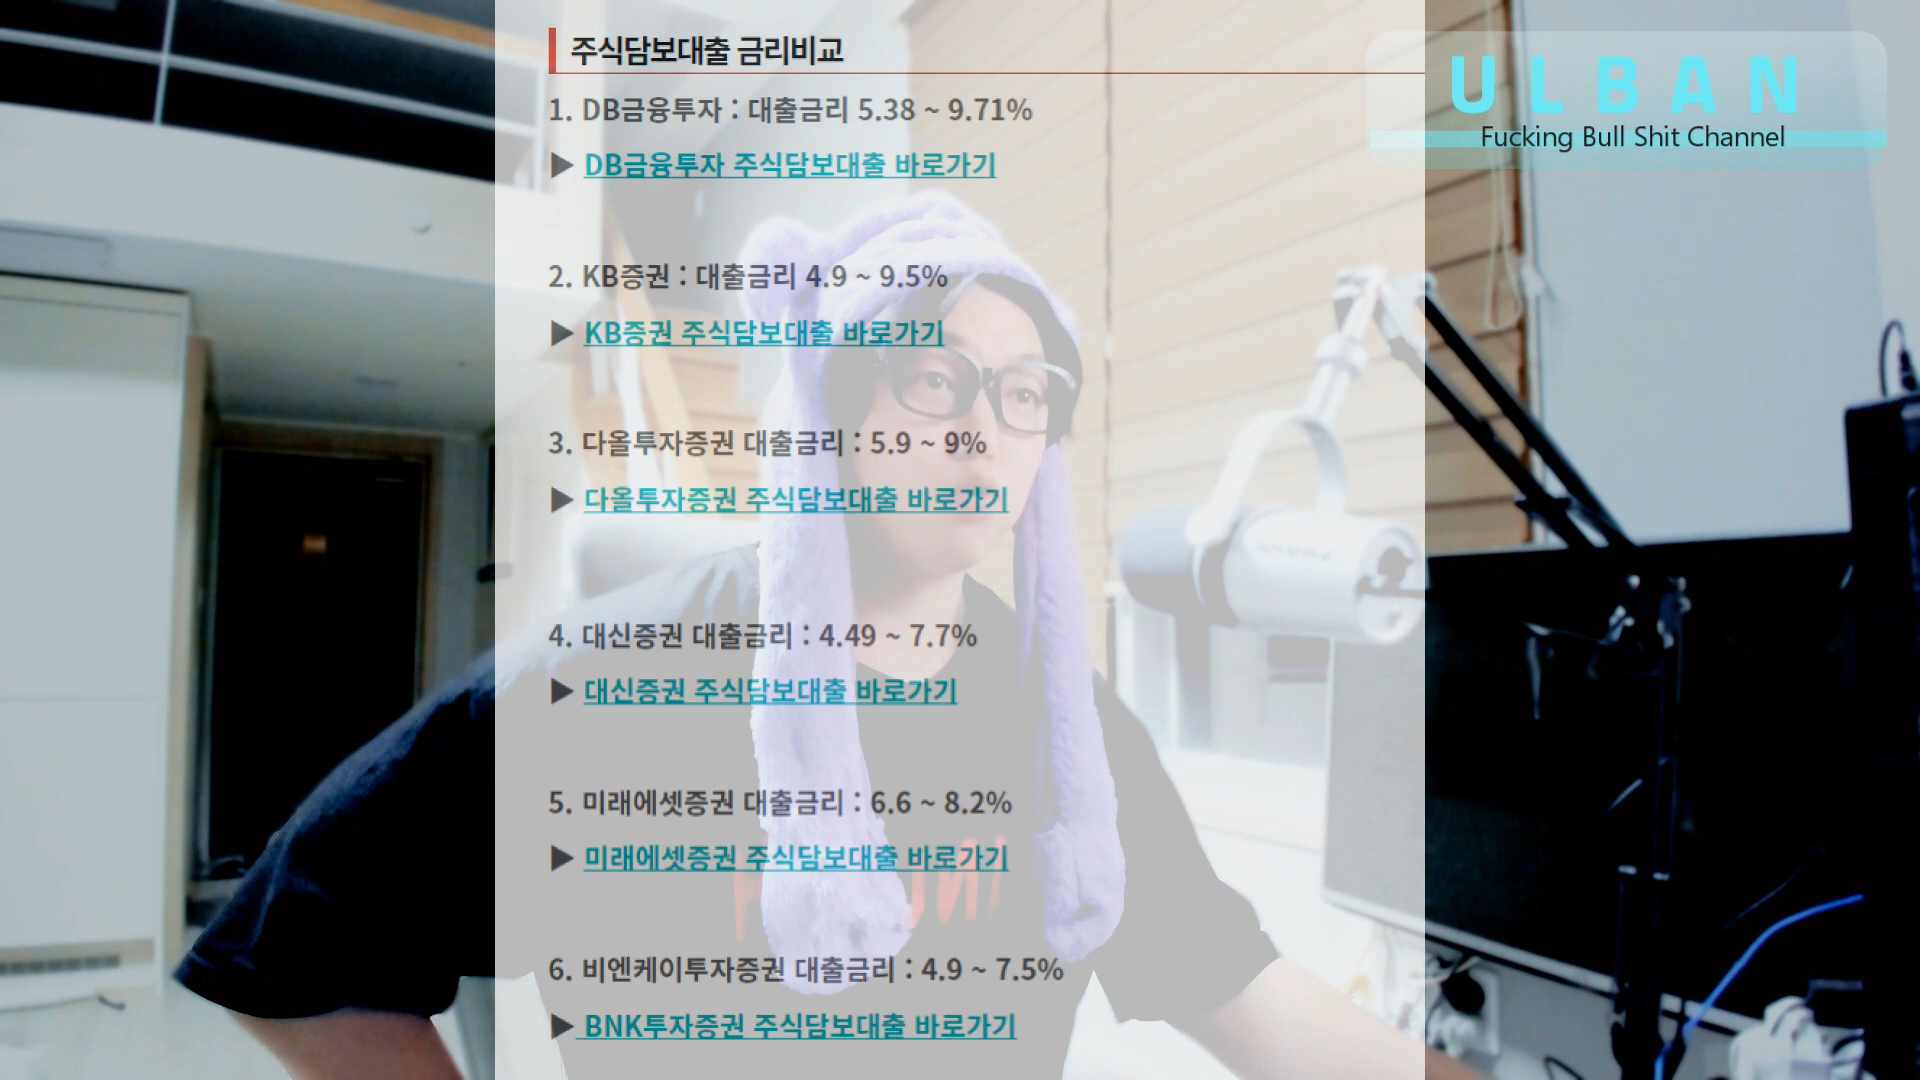 주식담보대출 금리비교
ULBAN
Fucking Bull Shit Channel
1. DB금융투자 : 대출금리 5.38 ~ 9.71%
▶ DB금융투자 주식담보대출 바로가기
2. KB증권 : 대출금리 4.9 ~ 9.5%
▶ KB증권 주식담보대출 바로가기
3. 다올투자증권 대출금리 : 5.9 ~ 9%
▶ 다올투자증권 주식담보대출 바로가기
4. 대신증권 대출금리 : 4.49 ~ 7.7%
▶ 대신증권 주식담보대출 바로가기
5. 미래에셋증권 대출금리 : 6.6 ~ 8.2%
▶ 미래에셋증권 주식담보대출 바로가기
6. 비엔케이투자증권 대출금리 : 4.9 ~ 7.5%
▶ BNK투자증권 주식담보대출 바로가기